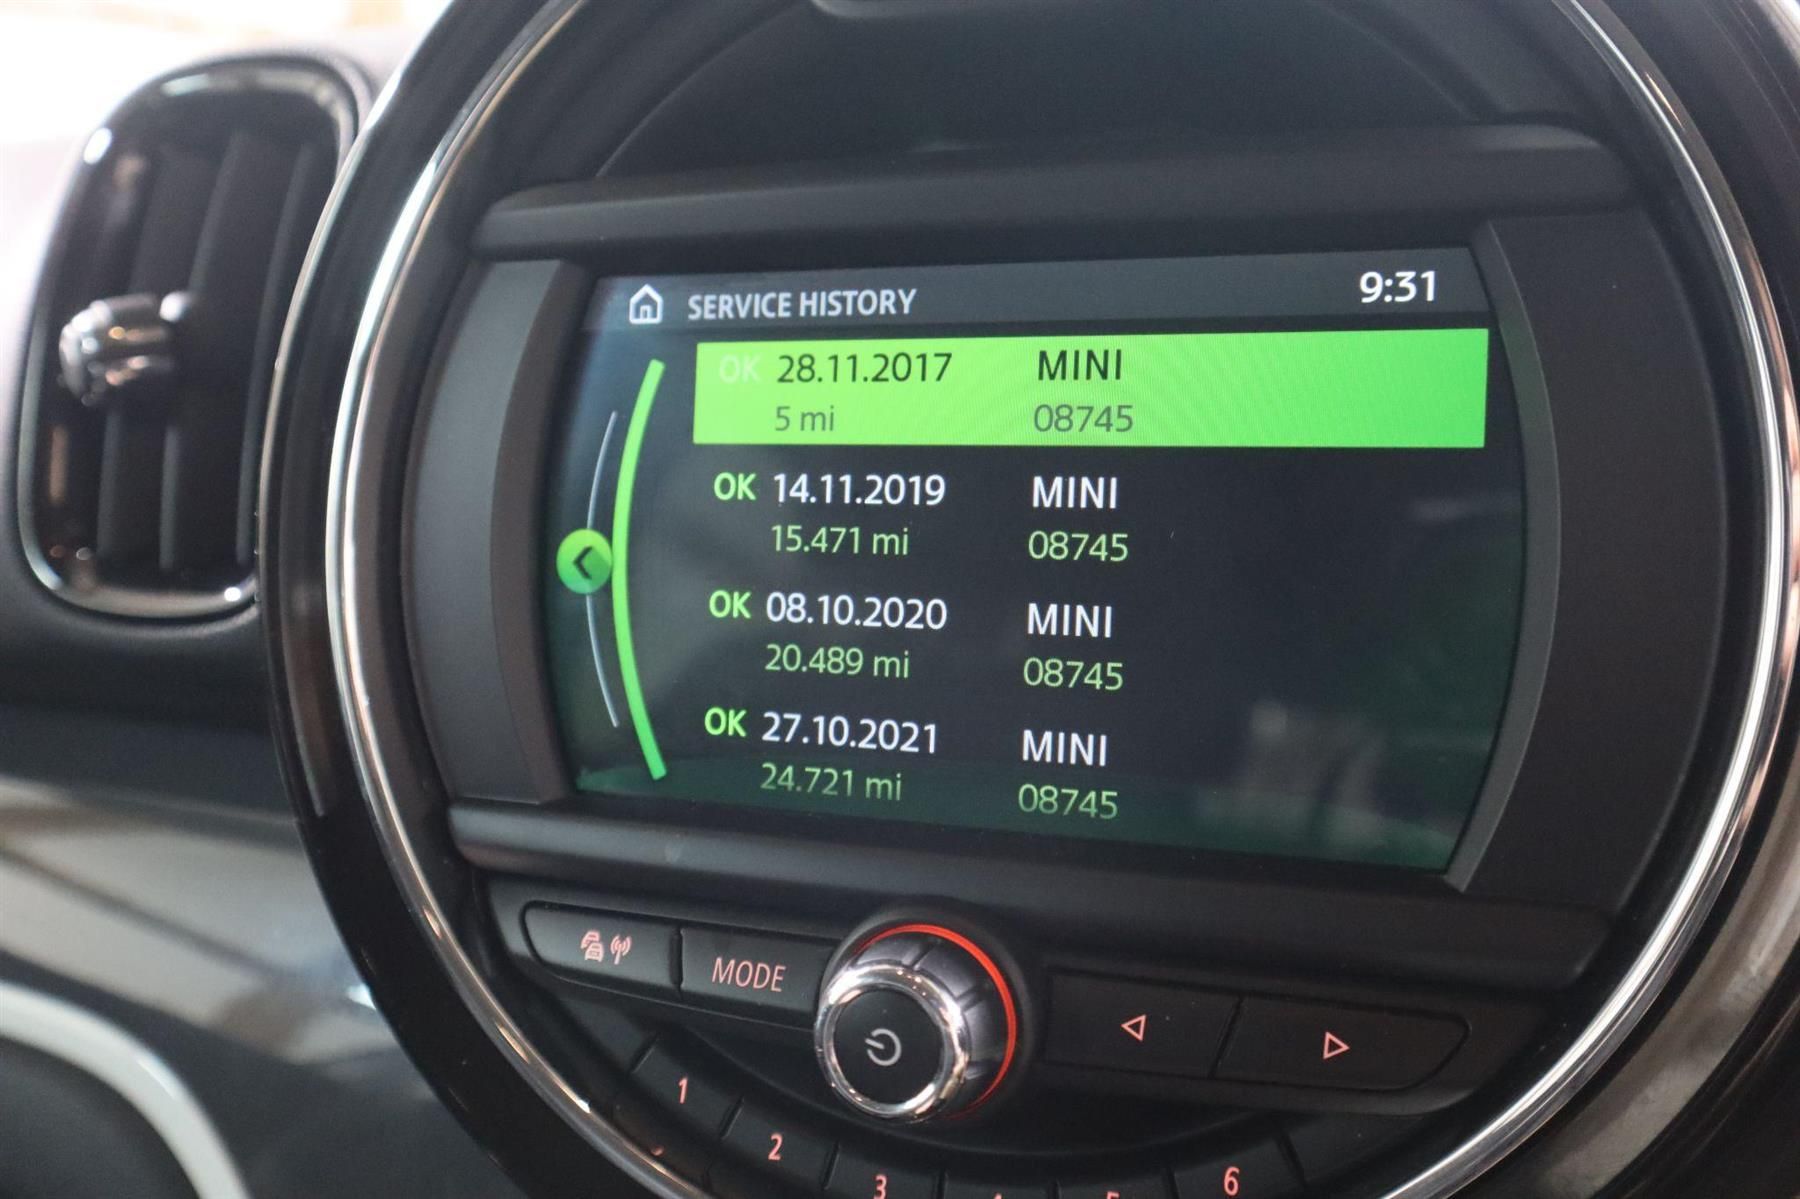 SERVICE HISTORY 9:31
OK 28.11.2017 MINI
5 mi 08745
OK 14.11.2019 MINI
15.471 mi 08745
OK 08.10.2020 MINI
20.489 mi 08745
OK 27.10.2021 MINI
24.721 mi 08745
MODE
1
2
3
6